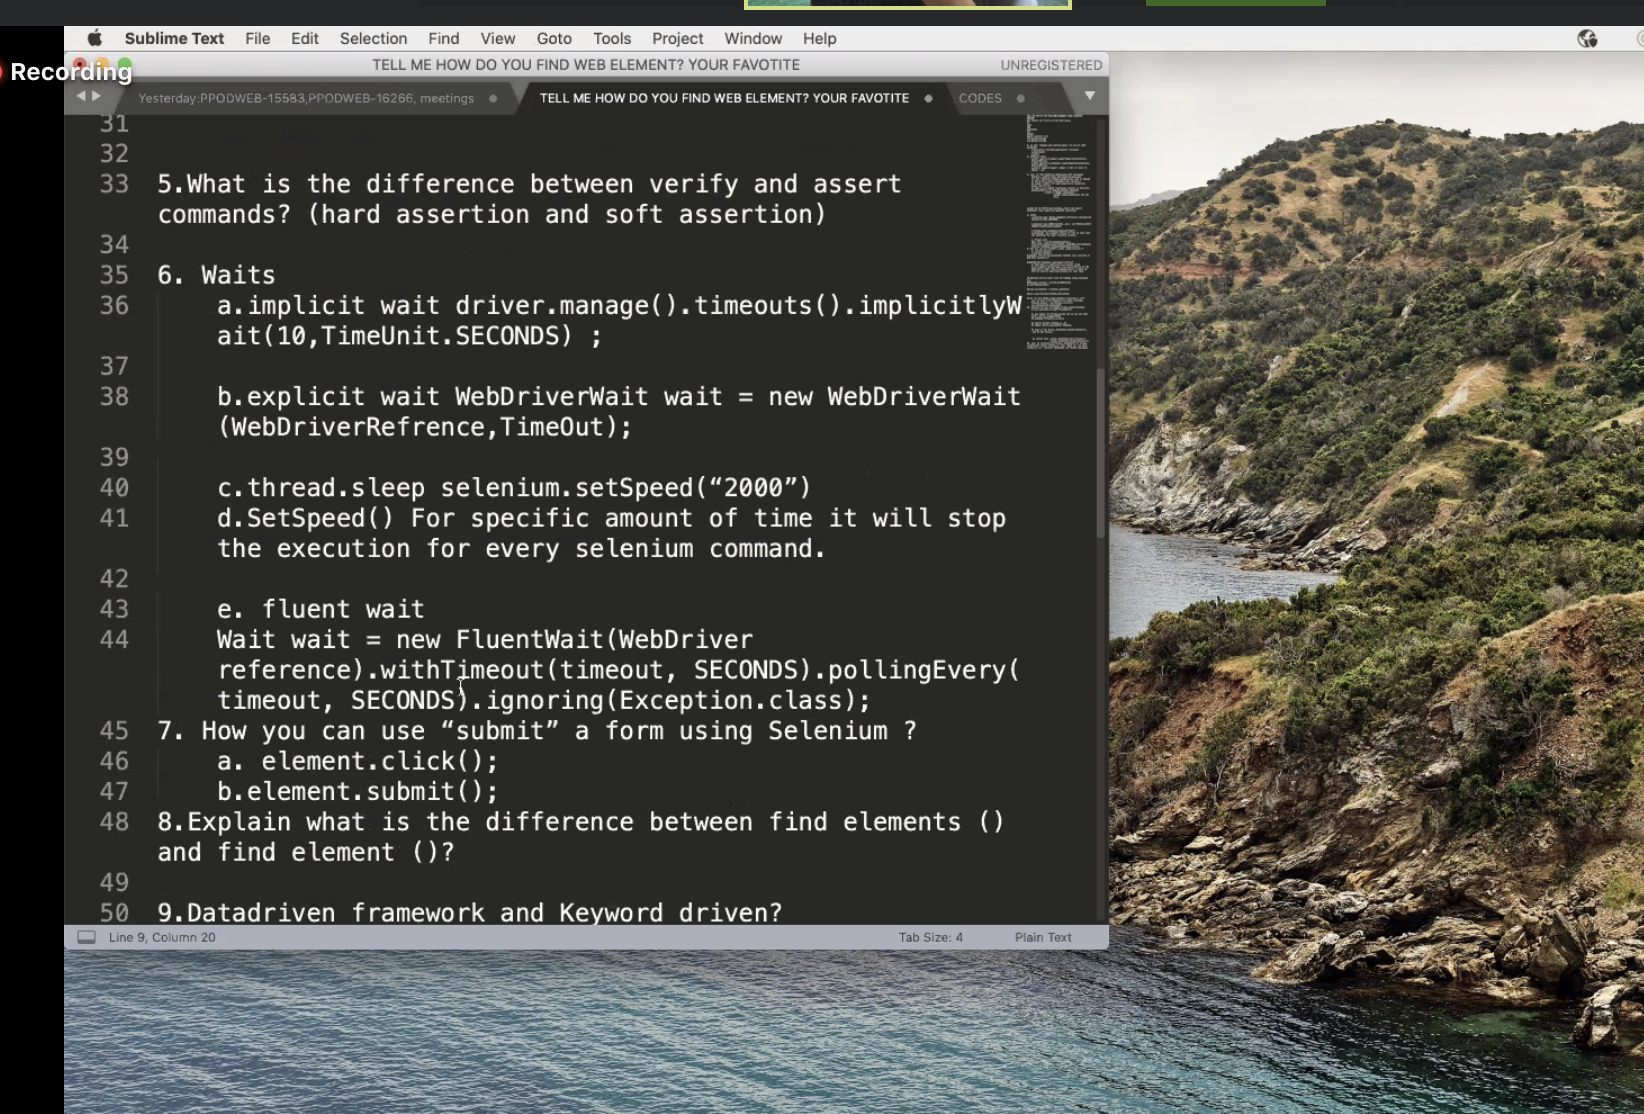 Sublime Text File Edit Selection Find View Goto Tools Project Window Help
Recording
TELL ME HOW DO YOU FIND WEB ELEMENT? YOUR FAVOTITE UNREGISTERED
Yesterday:PPODWEB-15583,PPODWEB-16266, meetings TELL ME HOW DO YOU FIND WEB ELEMENT? YOUR FAVOTITE CODES
31
32
33 5.What is the difference between verify and assert
commands? (hard assertion and soft assertion)
34
35 6. Waits
36 a.implicit wait driver.manage().timeouts().implicitlyW
ait(10,TimeUnit.SECONDS) ;
37
38 b.explicit wait WebDriverWait wait = new WebDriverWait
(WebDriverRefrence,TimeOut);
39
40 c.thread.sleep selenium.setSpeed(“2000”)
41 d.SetSpeed() For specific amount of time it will stop
the execution for every selenium command.
42
43 e. fluent wait
44 Wait wait = new FluentWait(WebDriver
reference).withTimeout(timeout, SECONDS).pollingEvery(
timeout, SECONDS).ignoring(Exception.class);
45 7. How you can use “submit” a form using Selenium ?
46 a. element.click();
47 b.element.submit();
48 8.Explain what is the difference between find elements ()
and find element ()?
49
50 9.Datadriven framework and Keyword driven?
Line 9, Column 20 Tab Size: 4 Plain Text